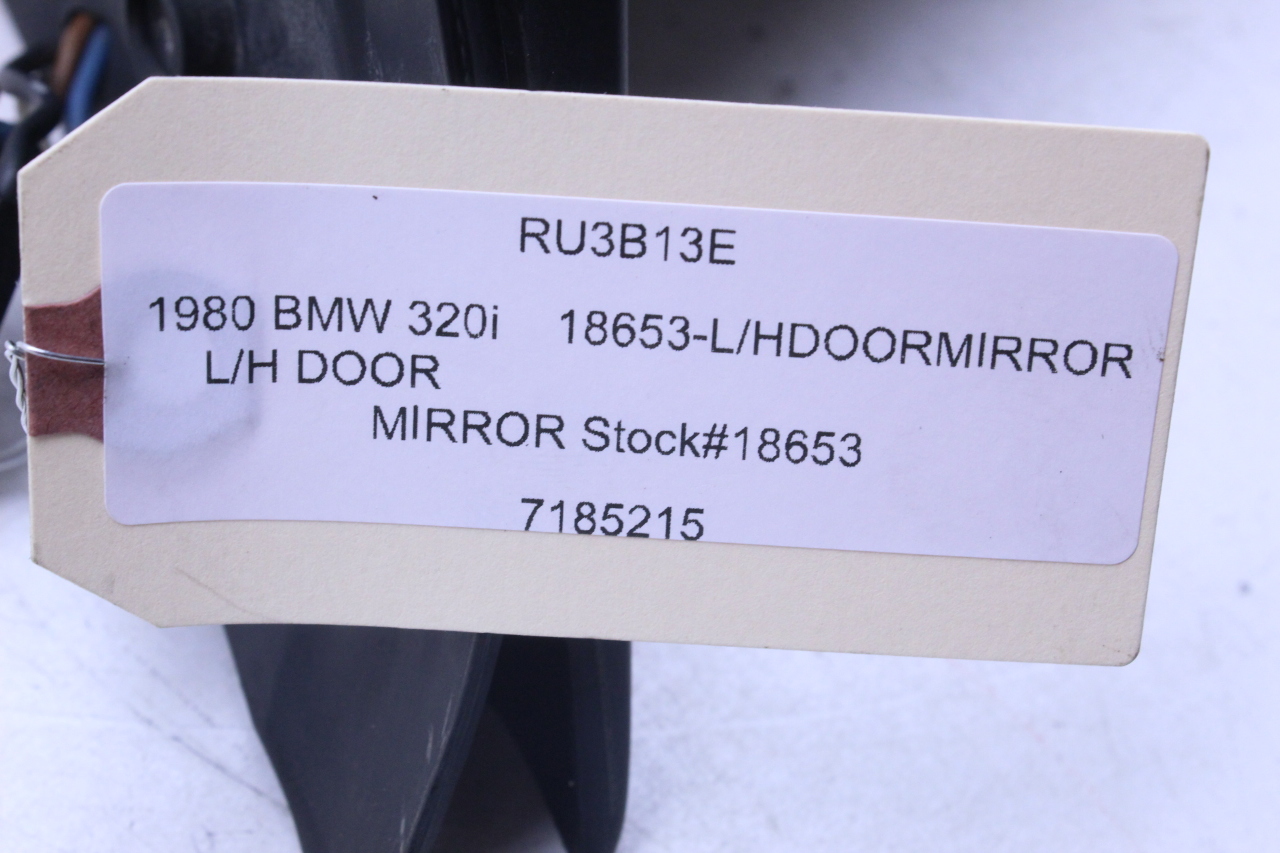 RU3B13E
1980 BMW 320i 18653-L/HDOORMIRROR
L/H DOOR
MIRROR Stock#18653
7185215